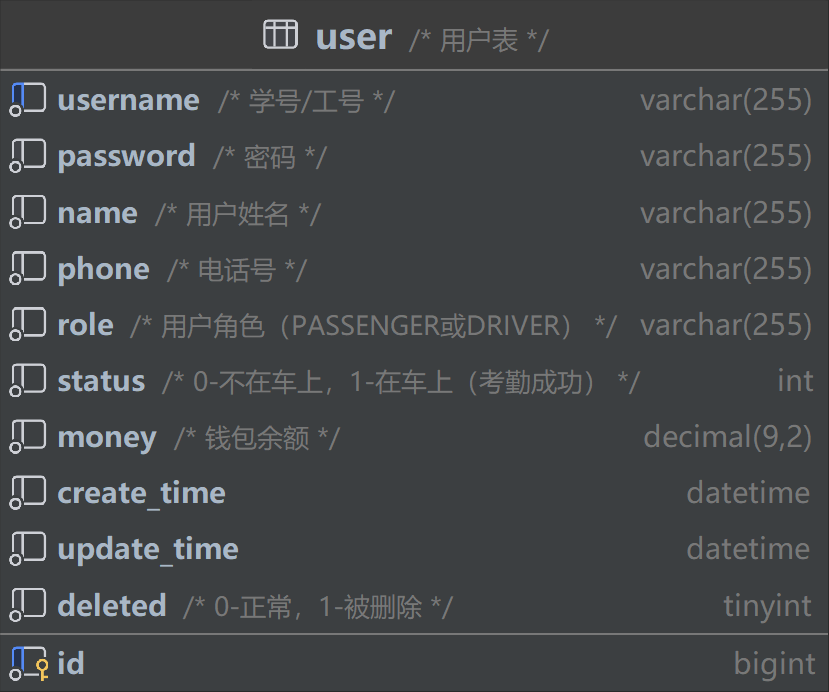 user /* 用户表 */
username /* 学号/工号 */ varchar(255)
password /* 密码 */ varchar(255)
name /* 用户姓名 */ varchar(255)
phone /* 电话号 */ varchar(255)
role /* 用户角色（PASSENGER或DRIVER） */ varchar(255)
status /* 0-不在车上，1-在车上（考勤成功） */ int
money /* 钱包余额 */ decimal(9,2)
create_time datetime
update_time datetime
deleted /* 0-正常，1-被删除 */ tinyint
id bigint